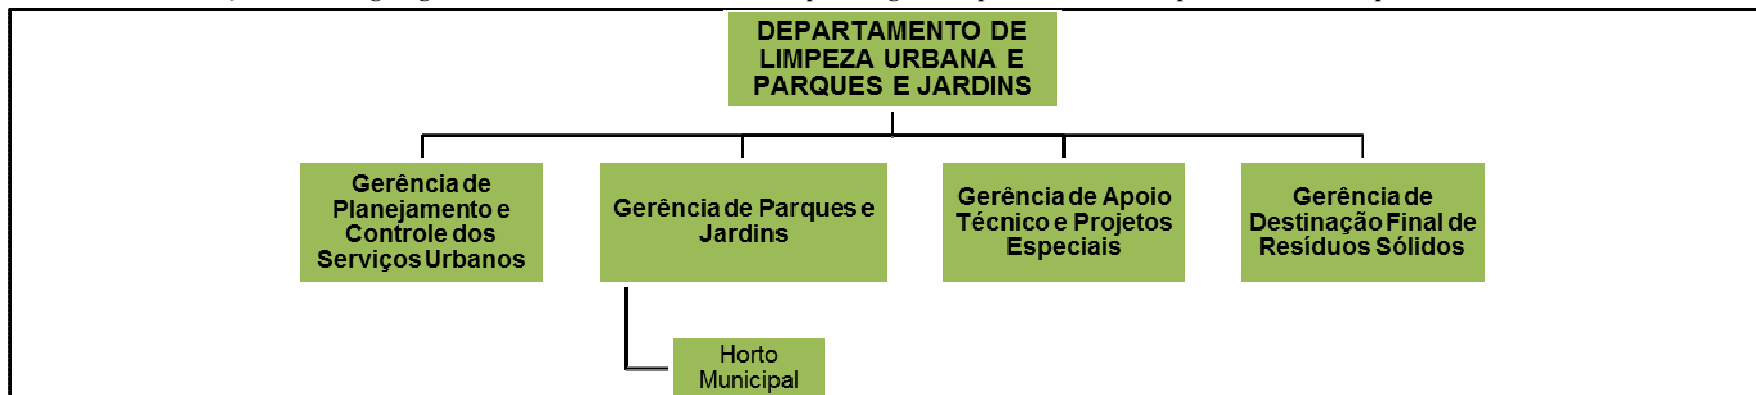 DEPARTAMENTO DE
LIMPEZA URBANA E
PARQUES E JARDINS
Gerência de
Planejamento e
Controle dos
Serviços Urbanos
Gerência de Parques e
Jardins
Gerência de Apoio
Técnico e Projetos
Especiais
Gerência de
Destinação Final de
Resíduos Sólidos
Horto
Municipal